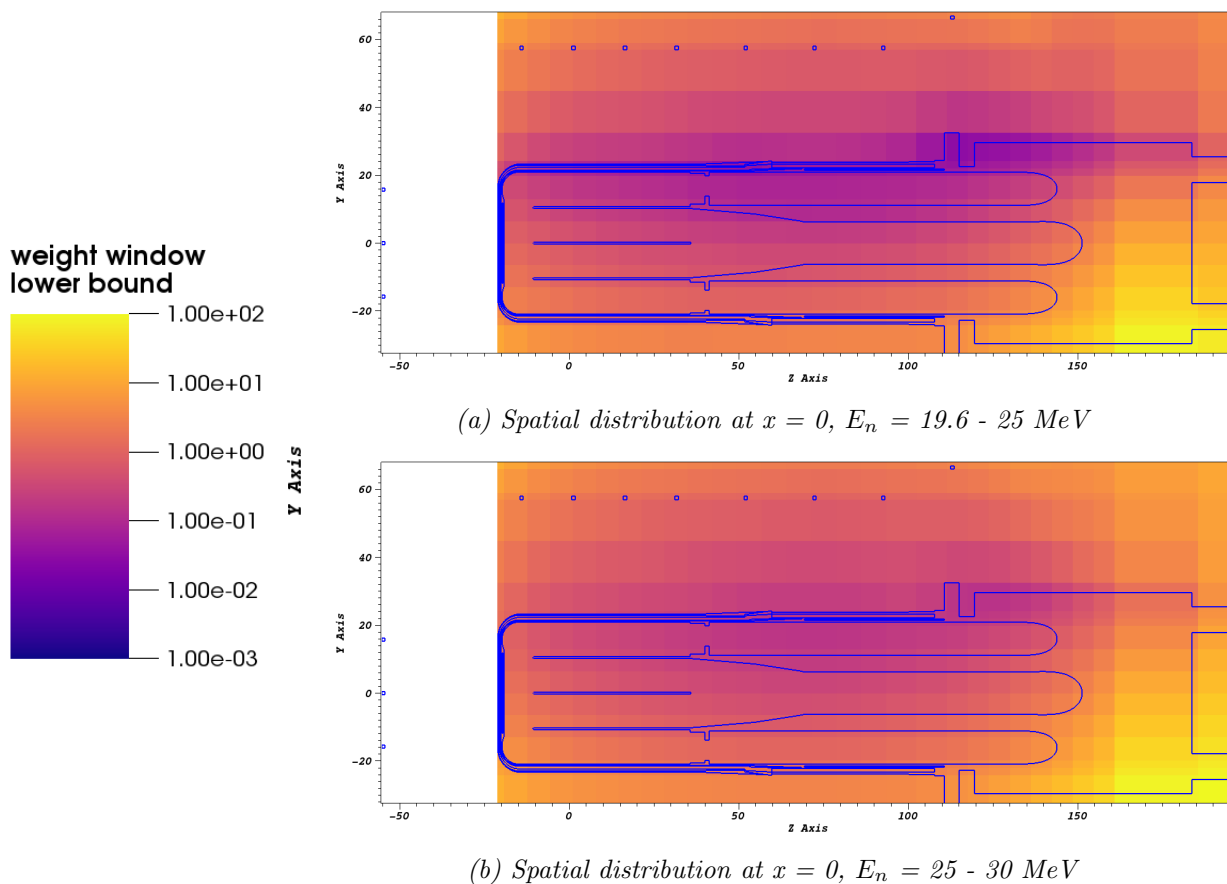 weight window
lower bound
1.00e+02
1.00e+01
1.00e+00
1.00e-01
1.00e-02
1.00e-03
Y Axis
60
40
20
0
-20
Y Axis
-50
0
50
100
150
Z Axis
(a) Spatial distribution at x = 0, E_n = 19.6 - 25 MeV
60
40
20
0
-20
Y Axis
-50
0
50
100
150
Z Axis
(b) Spatial distribution at x = 0, E_n = 25 - 30 MeV